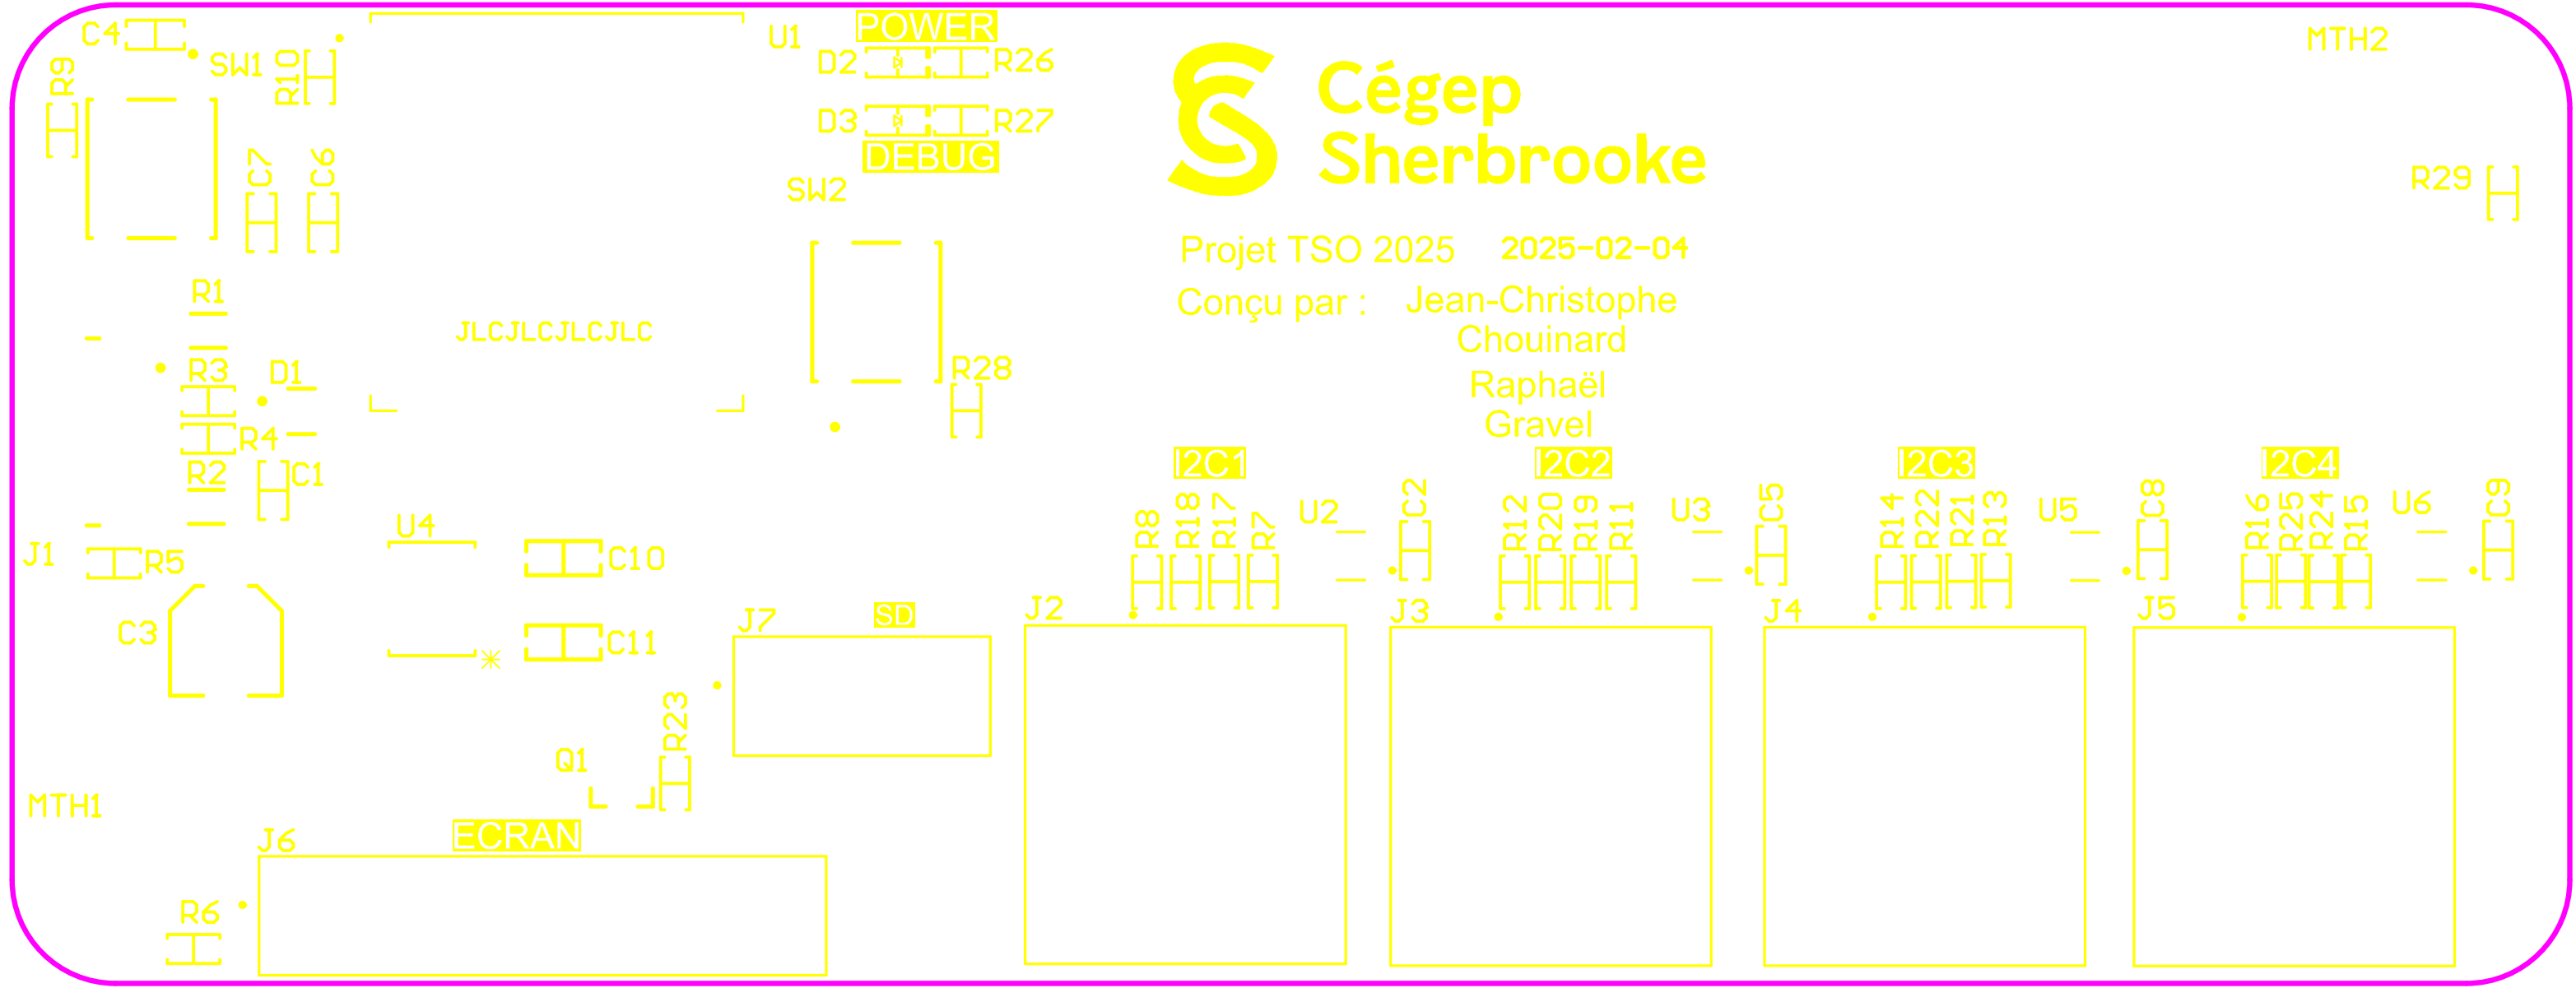 C4
SW1
R9
R10
C7
C6
U1
POWER
D2
R26
D3
R27
DEBUG
SW2
Cégep
Sherbrooke
MTH2
R29
Projet TSO 2025 2025-02-04
Conçu par : Jean-Christophe
Chouinard
Raphaël
Gravel
R1
JLCJLCJLCJLC
R3
D1
R28
R4
R2
C1
I2C1
I2C2
I2C3
I2C4
J1
R5
U4
C10
R8
R18
R17
R7
U2
C2
R12
R20
R19
R11
U3
C5
R14
R22
R21
R13
U5
C8
R16
R25
R24
R15
U6
C9
C3
C11
J7
SD
J2
J3
J4
J5
R23
Q1
MTH1
J6
ECRAN
R6